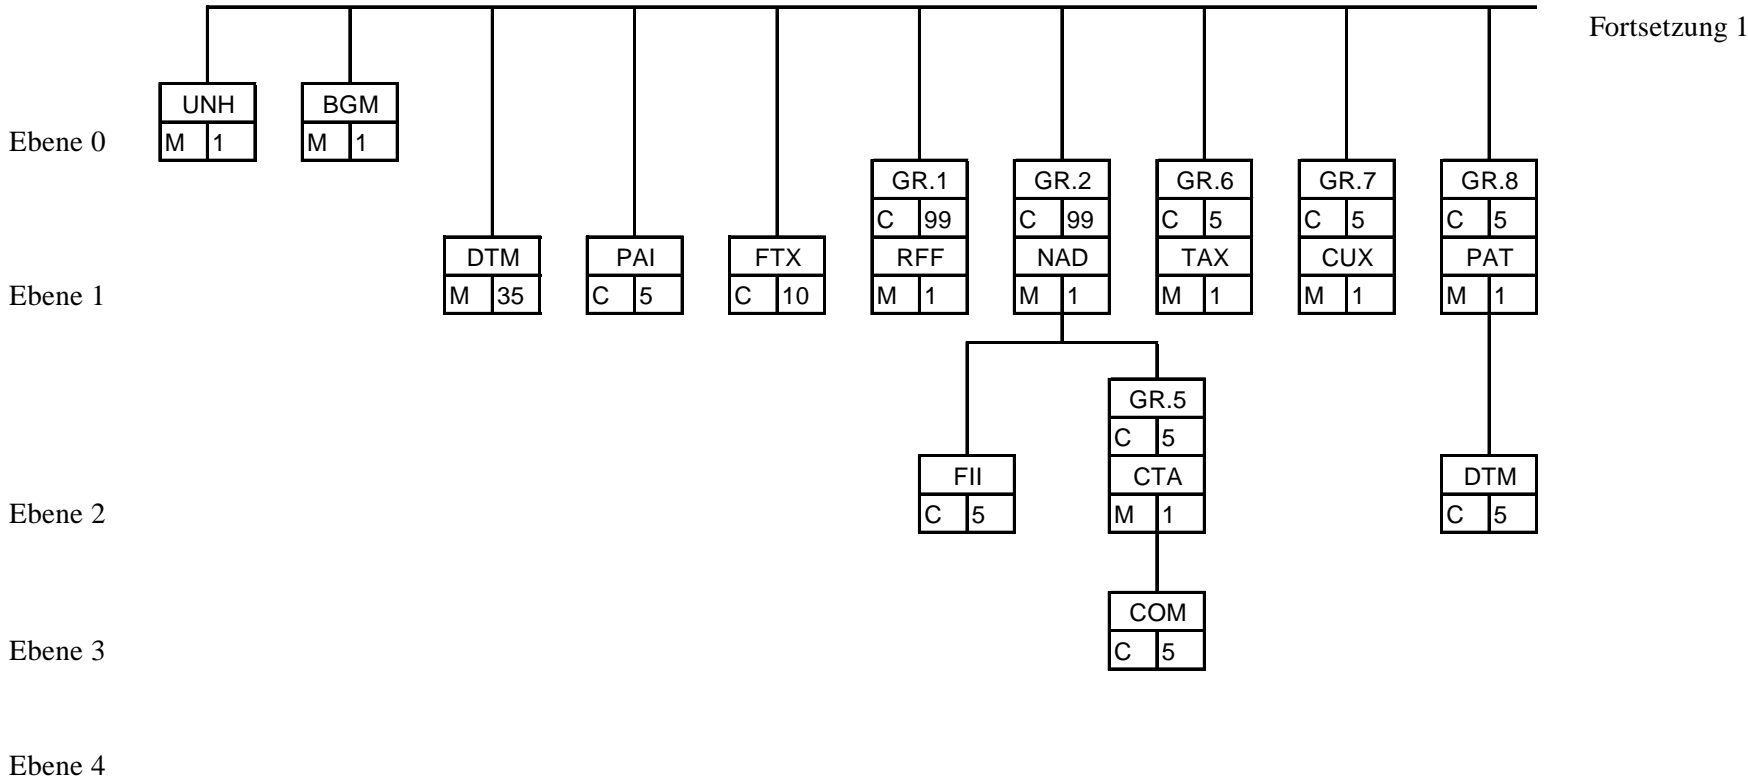 Fortsetzung 1
UNH BGM
Ebene 0 M 1 M 1
GR.1 GR.2 GR.6 GR.7 GR.8
C 99 C 99 C 5 C 5 C 5
DTM PAI FTX RFF NAD TAX CUX PAT
Ebene 1 M 35 C 5 C 10 M 1 M 1 M 1 M 1 M 1
GR.5
C 5
FII CTA DTM
Ebene 2 C 5 M 1 C 5
COM
Ebene 3 C 5
Ebene 4